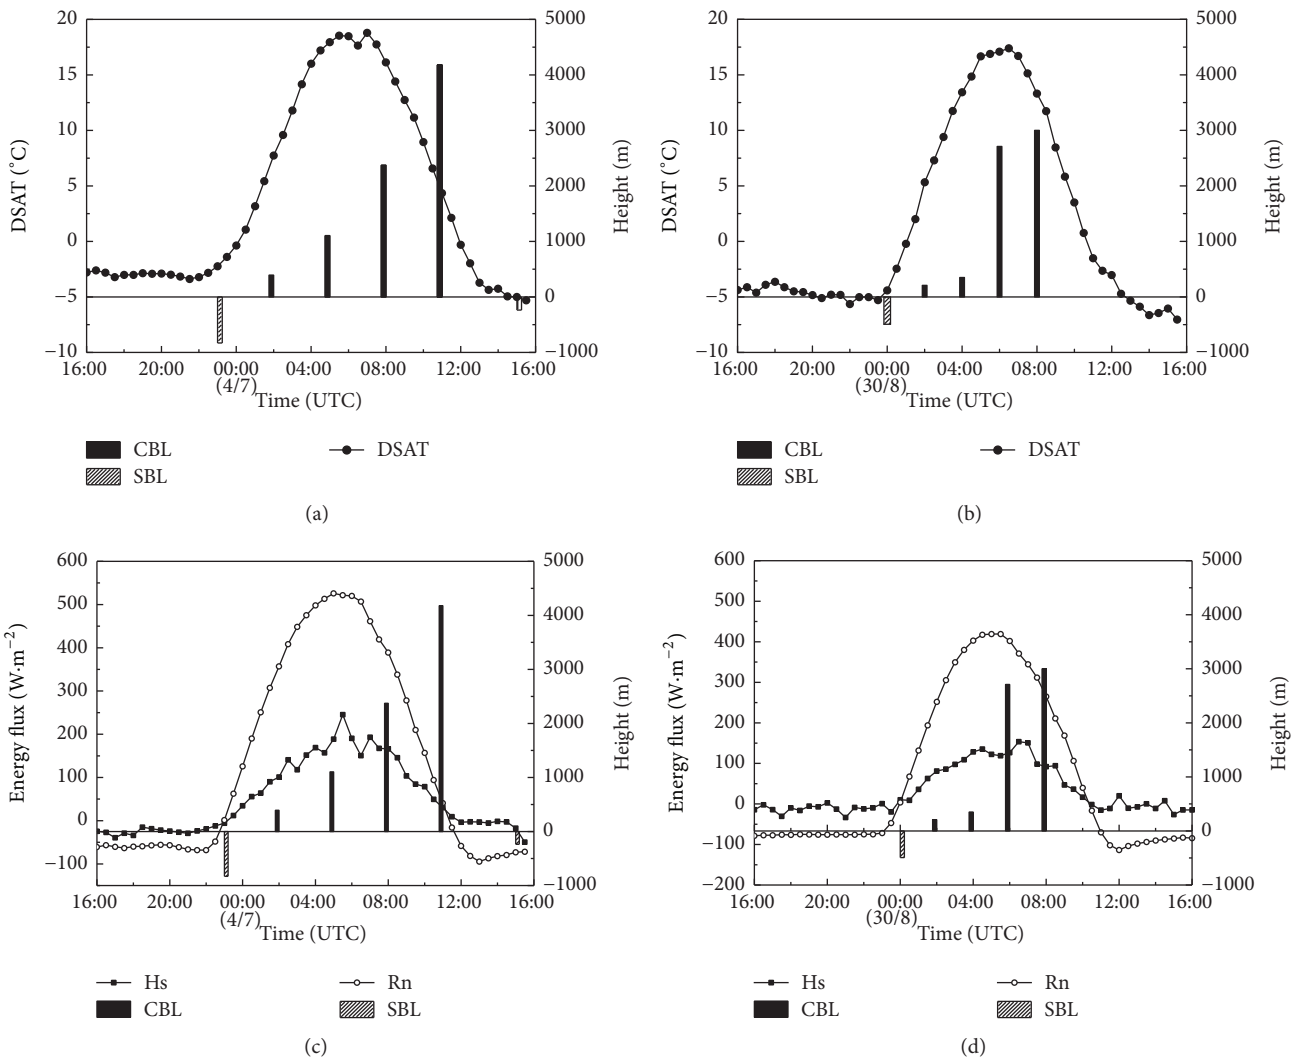 20 5000
15 4000
10 3000
5 2000
0 1000
−5 0
−10 −1000
DSAT (°C)
Height (m)
16:00 20:00 00:00 04:00 08:00 12:00 16:00
(4/7)
Time (UTC)
CBL DSAT
SBL
(a)
20 5000
15 4000
10 3000
5 2000
0 1000
−5 0
−10 −1000
DSAT (°C)
Height (m)
16:00 20:00 00:00 04:00 08:00 12:00 16:00
(30/8)
Time (UTC)
CBL DSAT
SBL
(b)
600 5000
500 4000
400 3000
300
200 2000
100 1000
0 0
−100 −1000
Energy flux (W·m−2)
Height (m)
16:00 20:00 00:00 04:00 08:00 12:00 16:00
(4/7)
Time (UTC)
Hs Rn
CBL SBL
(c)
600 5000
500 4000
400 3000
300
200 2000
100 1000
0 0
−100
−200 −1000
Energy flux (W·m−2)
Height (m)
16:00 20:00 00:00 04:00 08:00 12:00 16:00
(30/8)
Time (UTC)
Hs Rn
CBL SBL
(d)